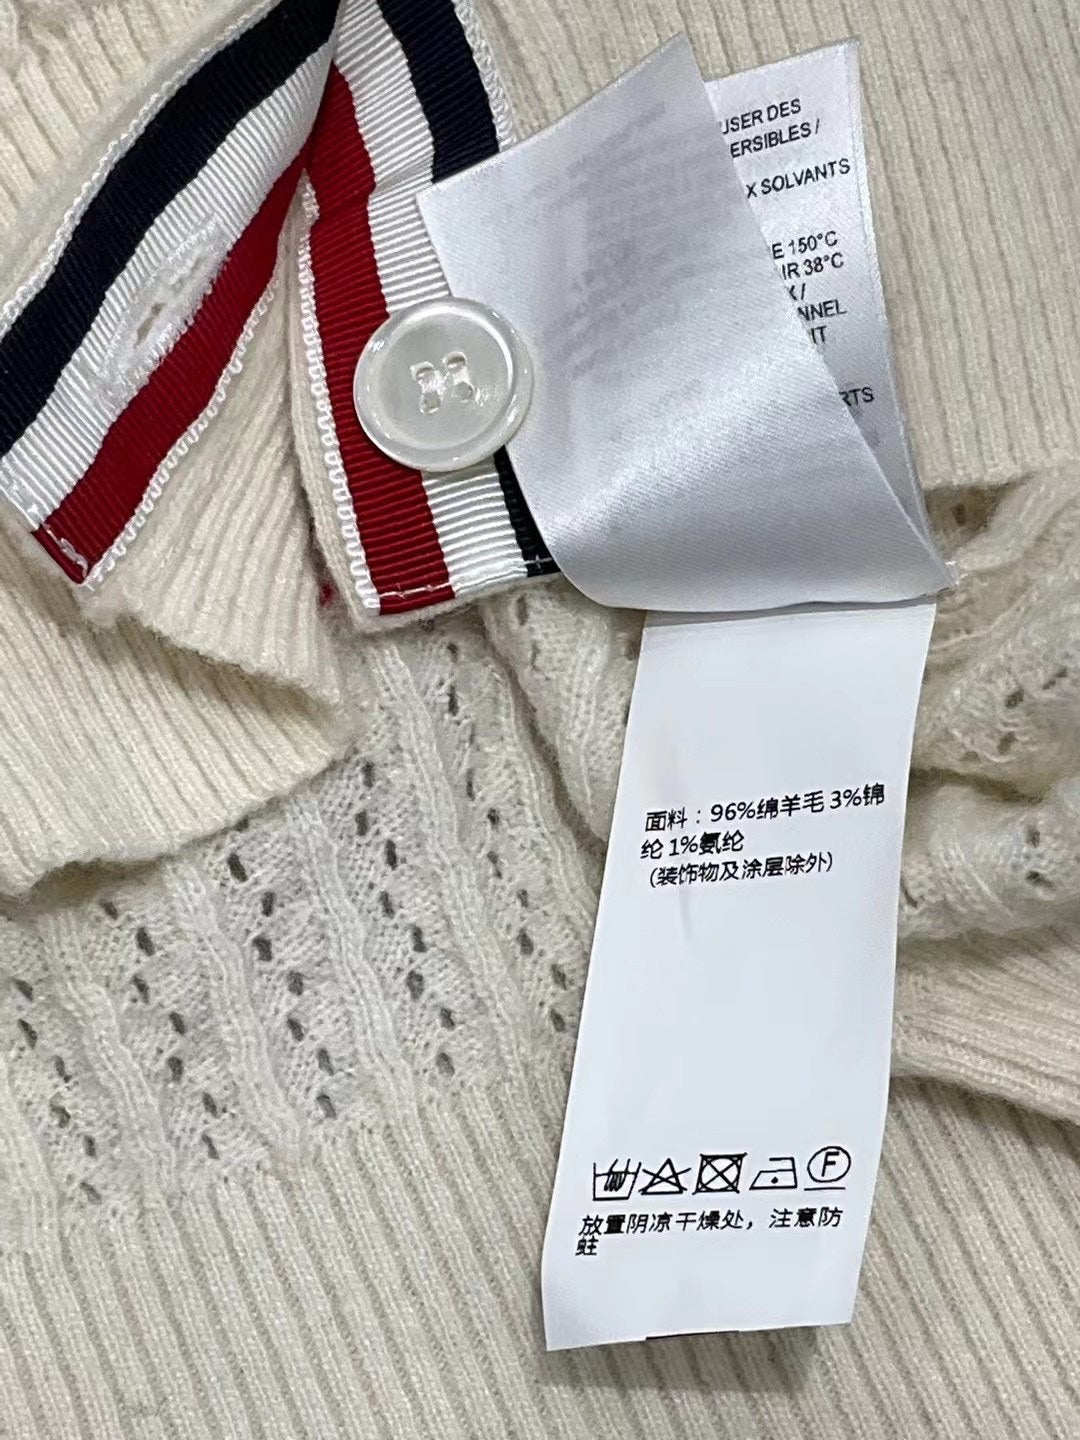 USER DES
ERSIBLES /
X SOLVANTS
E 150°C
IR 38°C
X /
NNEL
IT
RTS
面料：96%绵羊毛 3%锦
纶 1%氨纶
(装饰物及涂层除外)
F
放置阴凉干燥处，注意防
蛀